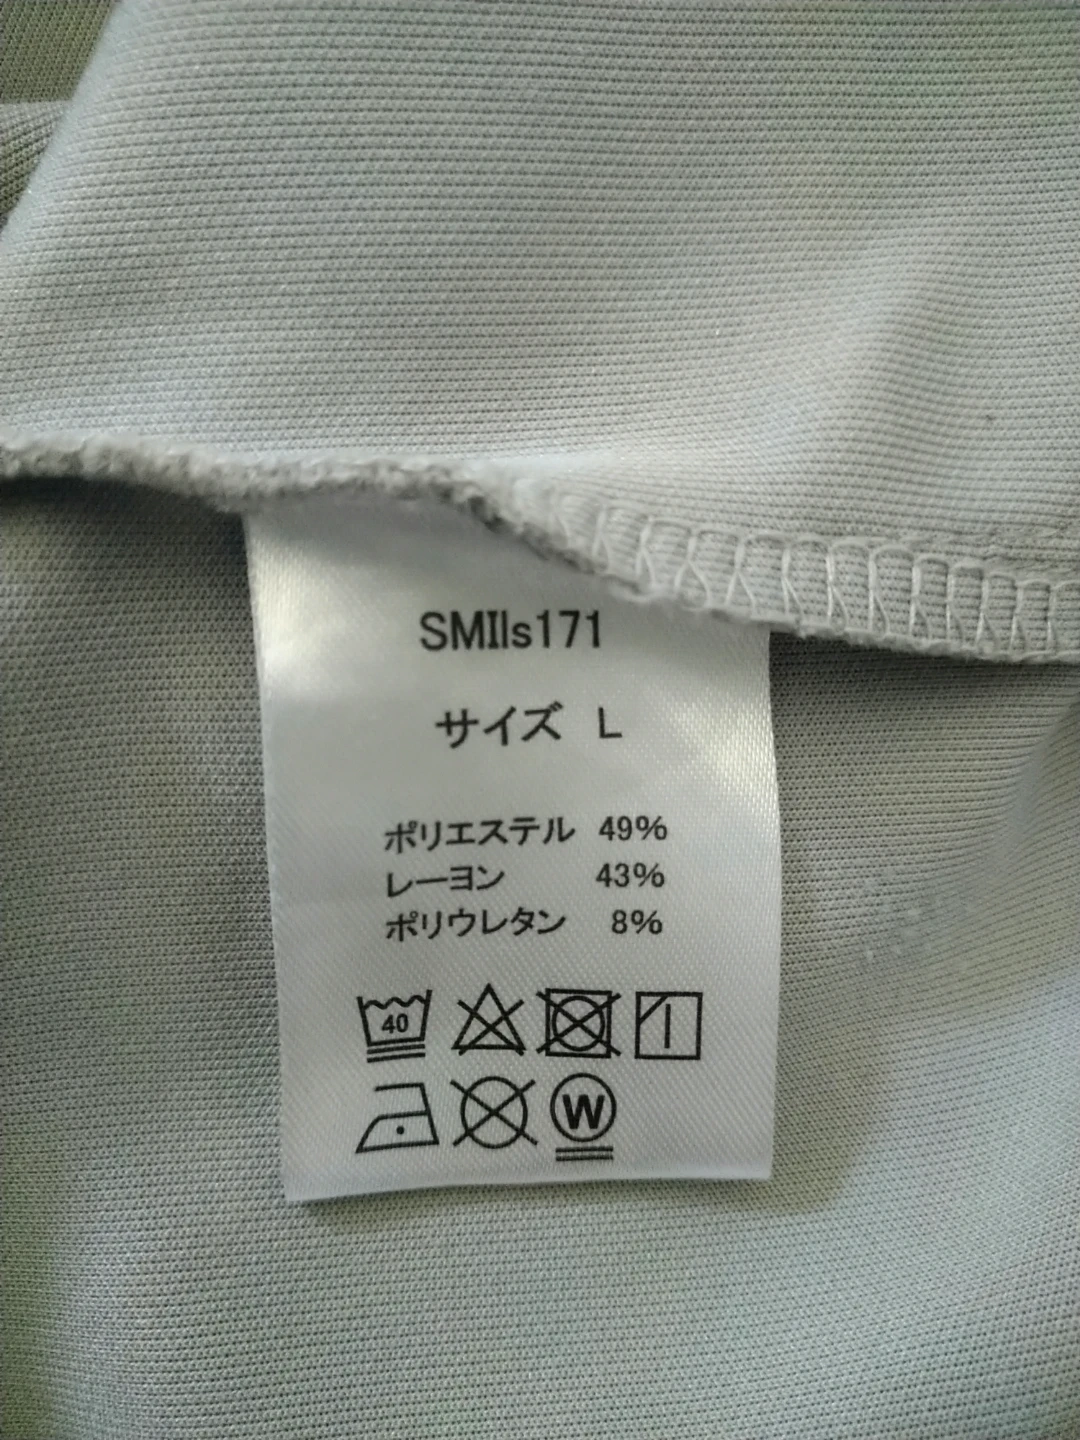 SMIls171
サイズ L
ポリエステル 49%
レーヨン 43%
ポリウレタン 8%
40
W